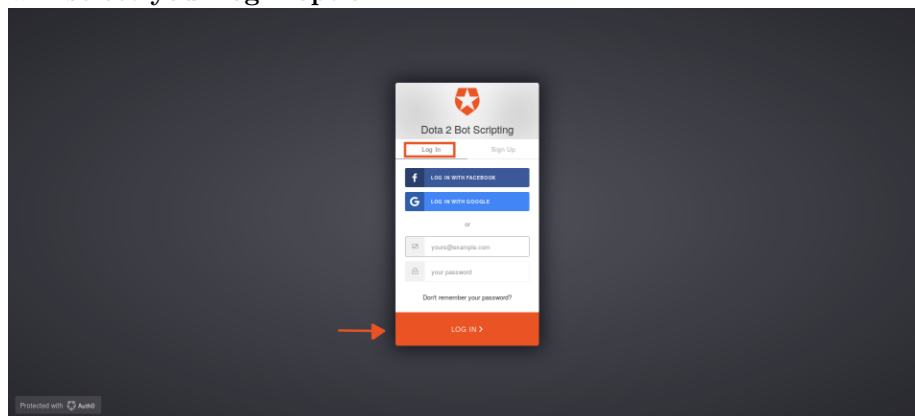 Dota 2 Bot Scripting
Log In
Sign Up
LOG IN WITH FACEBOOK
LOG IN WITH GOOGLE
or
yours@example.com
your password
Don't remember your password?
LOG IN >
Protected with Auth0